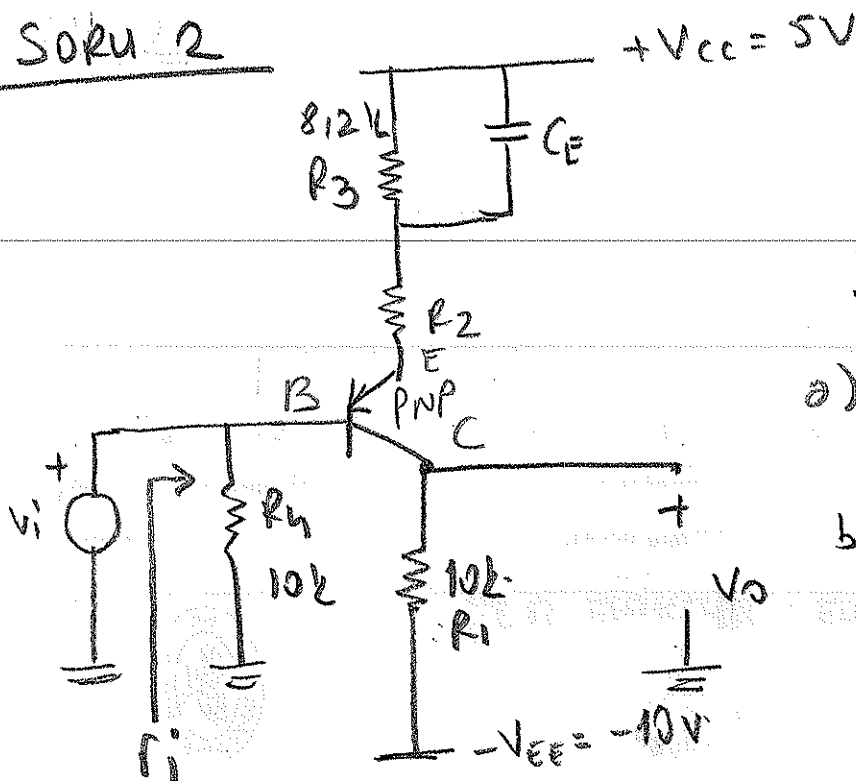 SORU 2
+Vcc = 5V
8,2k
R3
CE
R2
E
a)
B
PNP
C
+
vi
R4
10k
+
10k
R1
b
Vo
ri
-VEE = -10V